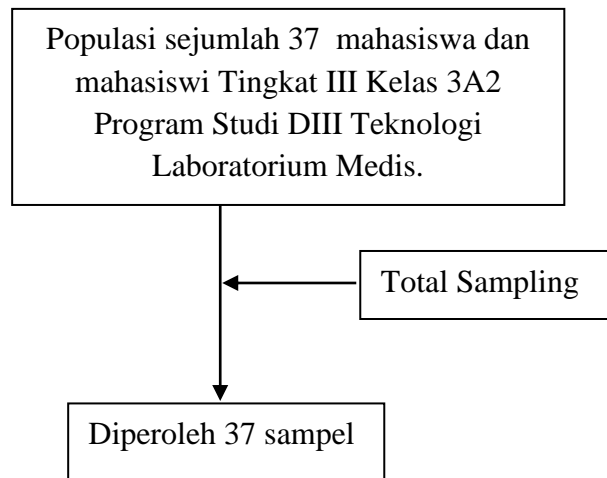 Populasi sejumlah 37 mahasiswa dan
mahasiswi Tingkat III Kelas 3A2
Program Studi DIII Teknologi
Laboratorium Medis.
Total Sampling
Diperoleh 37 sampel